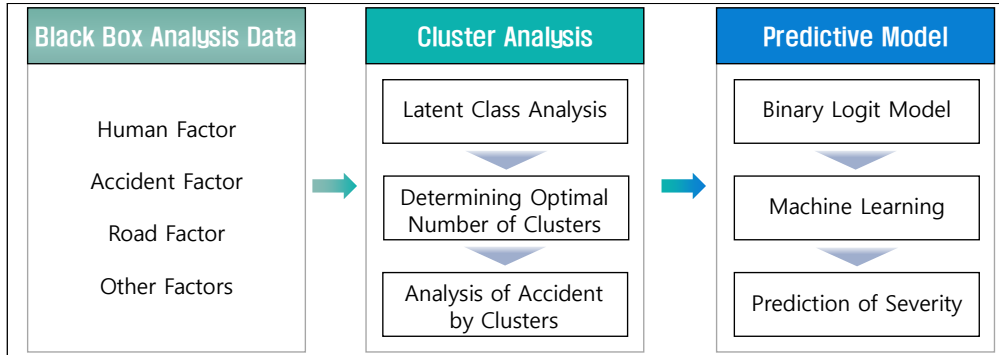 Black Box Analysis Data
Human Factor
Accident Factor
Road Factor
Other Factors
Cluster Analysis
Latent Class Analysis
Determining Optimal
Number of Clusters
Analysis of Accident
by Clusters
Predictive Model
Binary Logit Model
Machine Learning
Prediction of Severity